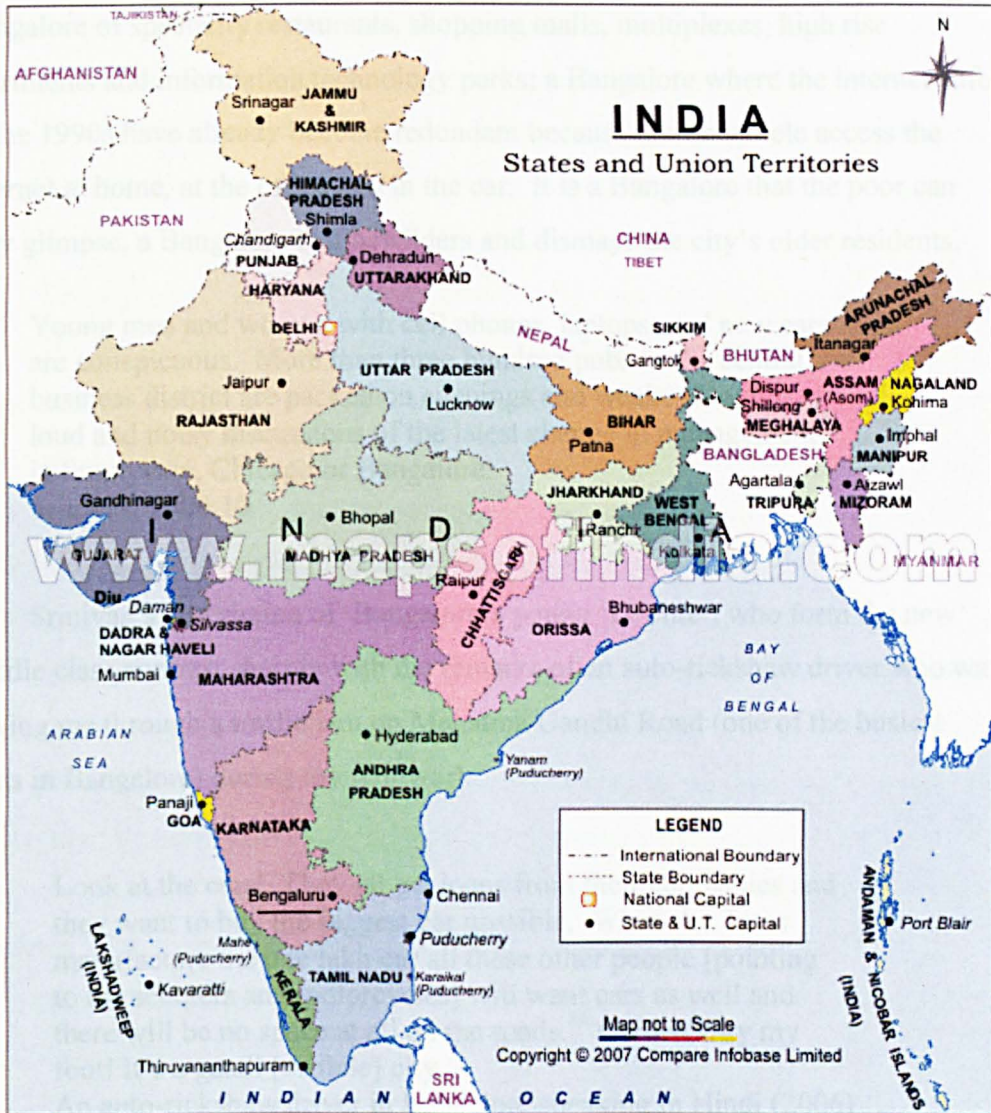 TAJIKISTAN
AFGHANISTAN
N
JAMMU
&
KASHMIR
Srinagar
INDIA
States and Union Territories
HIMACHAL
PRADESH
Shimla
PAKISTAN
Chandigarh
PUNJAB
Dehradun
UTTARAKHAND
CHINA
TIBET
HARYANA
DELHI
NEPAL
SIKKIM
Gangtok
BHUTAN
ARUNACHAL
PRADESH
Itanagar
Jaipur
RAJASTHAN
UTTAR PRADESH
Lucknow
BIHAR
Patna
Dispur
Shillong
MEGHALAYA
ASSAM
(Asom)
NAGALAND
Kohima
Imphal
MANIPUR
BANGLADESH
Agartala
TRIPURA
Aizawl
MIZORAM
Gandhinagar
GUJARAT
Bhopal
MADHYA PRADESH
JHARKHAND
Ranchi
WEST
BENGAL
Kolkata
I N D I A
www.mapsofindia.com
MYANMAR
Diu
Daman
Silvassa
DADRA &
NAGAR HAVELI
Mumbai
MAHARASHTRA
Raipur
CHHATTISGARH
Bhubaneshwar
ORISSA
BAY
OF
BENGAL
ARABIAN
SEA
Hyderabad
ANDHRA
PRADESH
Yanam
(Puducherry)
Panaji
GOA
KARNATAKA
Bengaluru
Chennai
Mahé
(Puducherry)
Puducherry
Karaikal
(Puducherry)
TAMIL NADU
KERALA
LAKSHADWEEP
(INDIA)
Kavaratti
Thiruvananthapuram
LEGEND
International Boundary
State Boundary
National Capital
State & U.T. Capital
ANDAMAN & NICOBAR ISLANDS
(INDIA)
Port Blair
Map not to Scale
Copyright © 2007 Compare Infobase Limited
SRI
LANKA
INDIAN OCEAN